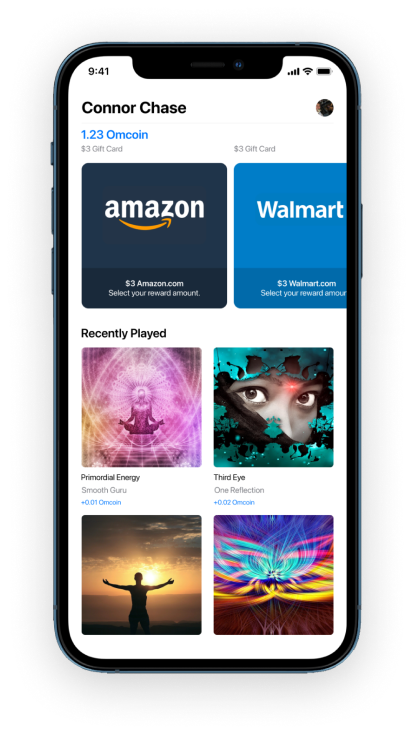 9:41
Connor Chase
1.23 Omcoin
$3 Gift Card
$3 Gift Card
amazon
Walmart
$3 Amazon.com
Select your reward amount.
$3 Walmart.com
Select your reward amour
Recently Played
Primordial Energy
Smooth Guru
+0.01 Omcoin
Third Eye
One Reflection
+0.02 Omcoin